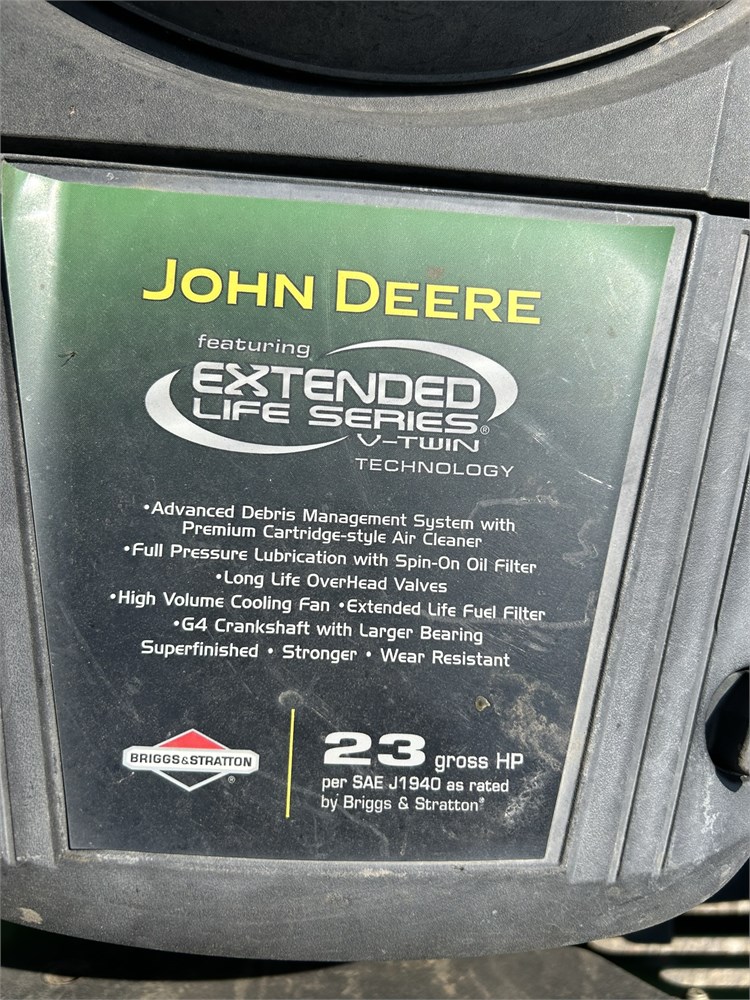 JOHN DEERE
featuring
EXTENDED
LIFE SERIES®
V-TWIN
TECHNOLOGY
•Advanced Debris Management System with
Premium Cartridge-style Air Cleaner
•Full Pressure Lubrication with Spin-On Oil Filter
•Long Life OverHead Valves
•High Volume Cooling Fan •Extended Life Fuel Filter
•G4 Crankshaft with Larger Bearing
Superfinished • Stronger • Wear Resistant
BRIGGS&STRATTON®
23 gross HP
per SAE J1940 as rated
by Briggs & Stratton®